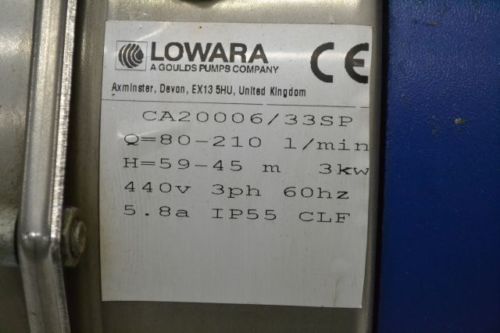 LOWARA
A GOULDS PUMPS COMPANY
CE
Axminster, Devon, EX13 5HU, United Kingdom
CA20006/33SP
Q=80-210 l/min
H=59-45 m 3kw
440v 3ph 60hz
5.8a IP55 CLF